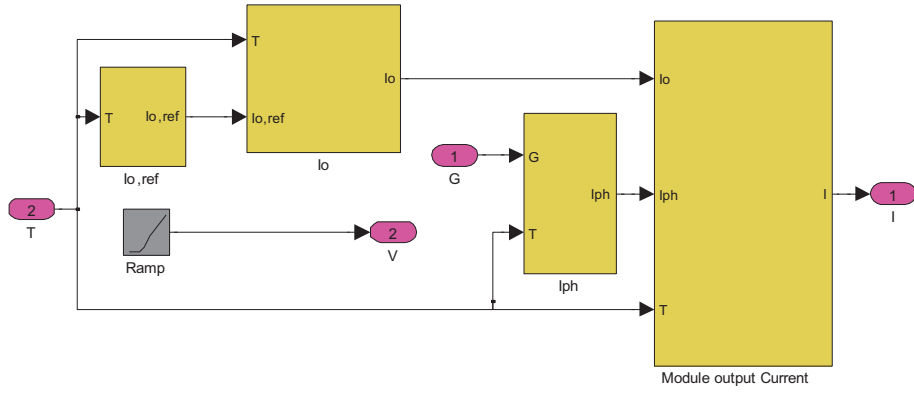 T
Io
Io,ref
Io
T
Io,ref
Io,ref
2
T
Ramp
2
V
1
G
G
T
Iph
Iph
Io
Iph
T
I
Module output Current
1
I